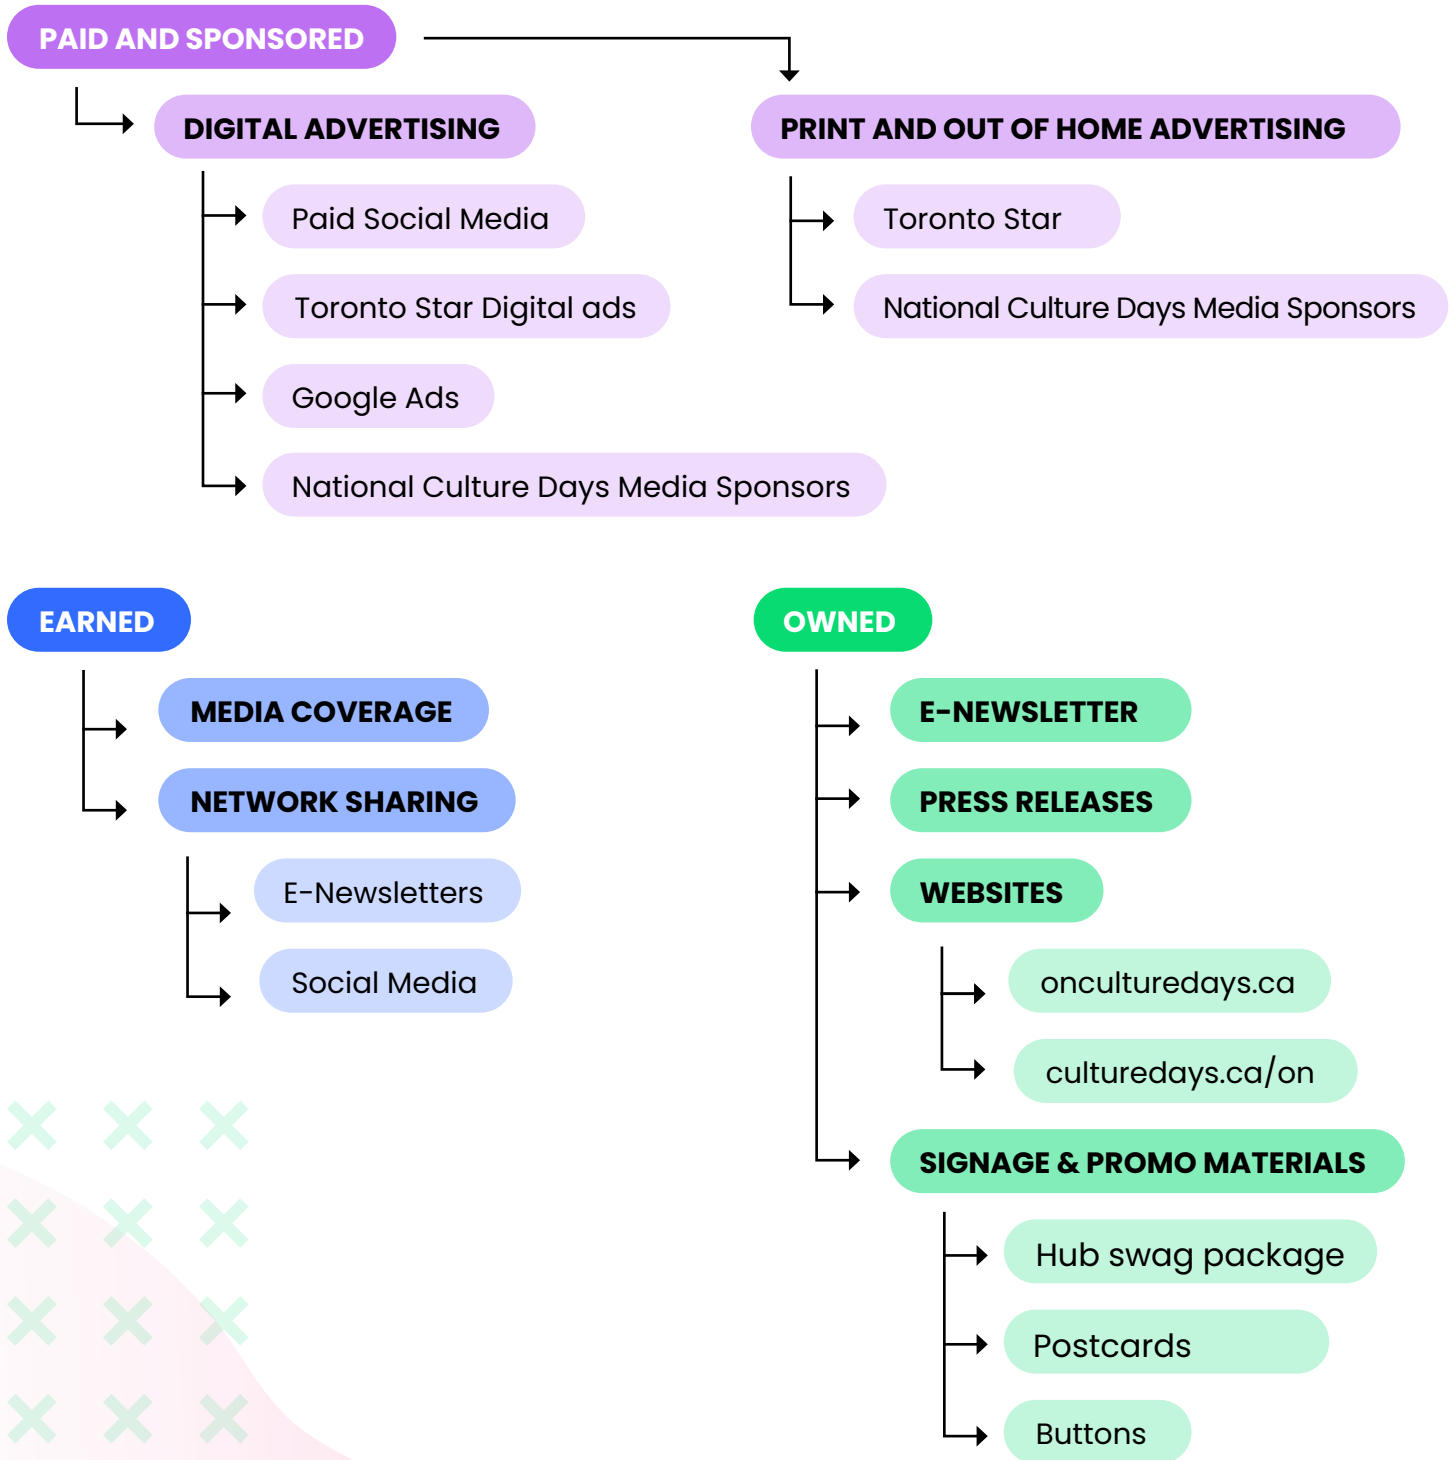 PAID AND SPONSORED
DIGITAL ADVERTISING
Paid Social Media
Toronto Star Digital ads
Google Ads
National Culture Days Media Sponsors
PRINT AND OUT OF HOME ADVERTISING
Toronto Star
National Culture Days Media Sponsors
EARNED
MEDIA COVERAGE
NETWORK SHARING
E-Newsletters
Social Media
OWNED
E-NEWSLETTER
PRESS RELEASES
WEBSITES
onculturedays.ca
culturedays.ca/on
SIGNAGE & PROMO MATERIALS
Hub swag package
Postcards
Buttons